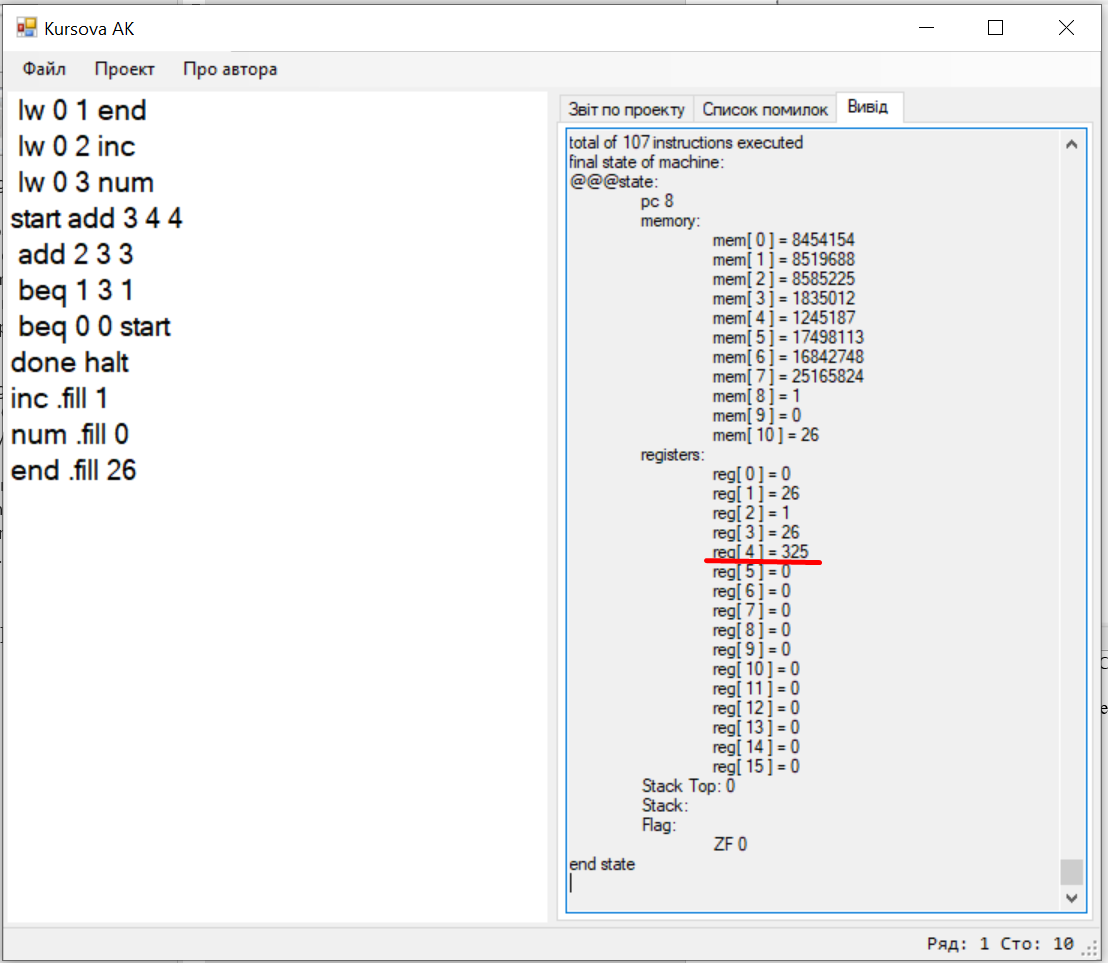 Kursova AK
Файл Проект Про автора
lw 0 1 end
lw 0 2 inc
lw 0 3 num
start add 3 4 4
add 2 3 3
beq 1 3 1
beq 0 0 start
done halt
inc .fill 1
num .fill 0
end .fill 26
Звіт по проекту Список помилок Вивід
total of 107 instructions executed
final state of machine:
@@@state:
pc 8
memory:
mem[ 0 ] = 8454154
mem[ 1 ] = 8519688
mem[ 2 ] = 8585225
mem[ 3 ] = 1835012
mem[ 4 ] = 1245187
mem[ 5 ] = 17498113
mem[ 6 ] = 16842748
mem[ 7 ] = 25165824
mem[ 8 ] = 1
mem[ 9 ] = 0
mem[ 10 ] = 26
registers:
reg[ 0 ] = 0
reg[ 1 ] = 26
reg[ 2 ] = 1
reg[ 3 ] = 26
reg[ 4 ] = 325
reg[ 5 ] = 0
reg[ 6 ] = 0
reg[ 7 ] = 0
reg[ 8 ] = 0
reg[ 9 ] = 0
reg[ 10 ] = 0
reg[ 11 ] = 0
reg[ 12 ] = 0
reg[ 13 ] = 0
reg[ 14 ] = 0
reg[ 15 ] = 0
Stack Top: 0
Stack:
Flag:
ZF 0
end state
Ряд: 1 Сто: 10